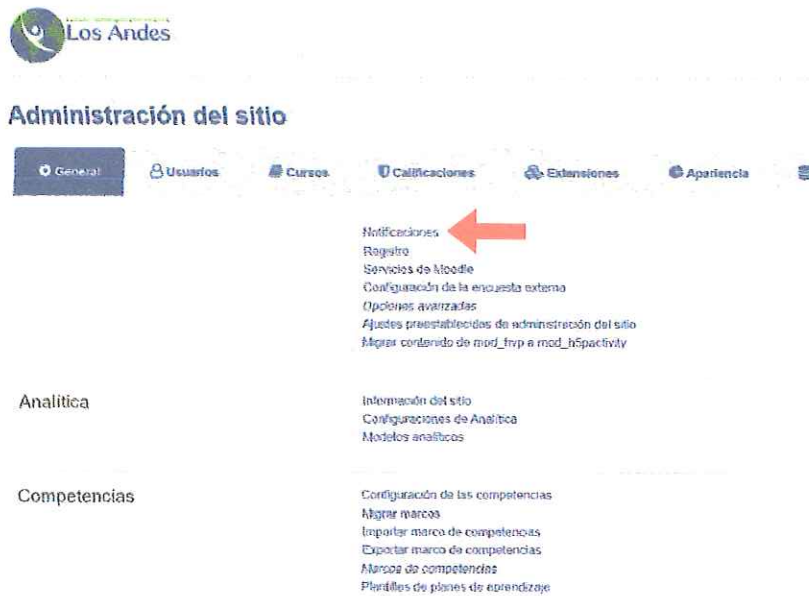 Los Andes
Administración del sitio
General Usuarios Cursos Calificaciones Extensiones Apariencia
Notificaciones
Registro
Servicios de Moodle
Configuración de la encuesta externa
Opciones avanzadas
Ajustes preestablecidos de administración del sitio
Migrar contenido de mod_hvp a mod_h5pactivity
Analítica
Información del sitio
Configuraciones de Analítica
Modelos analíticos
Competencias
Configuración de las competencias
Migrar marcos
Importar marco de competencias
Exportar marco de competencias
Marcos de competencias
Plantillas de planes de aprendizaje